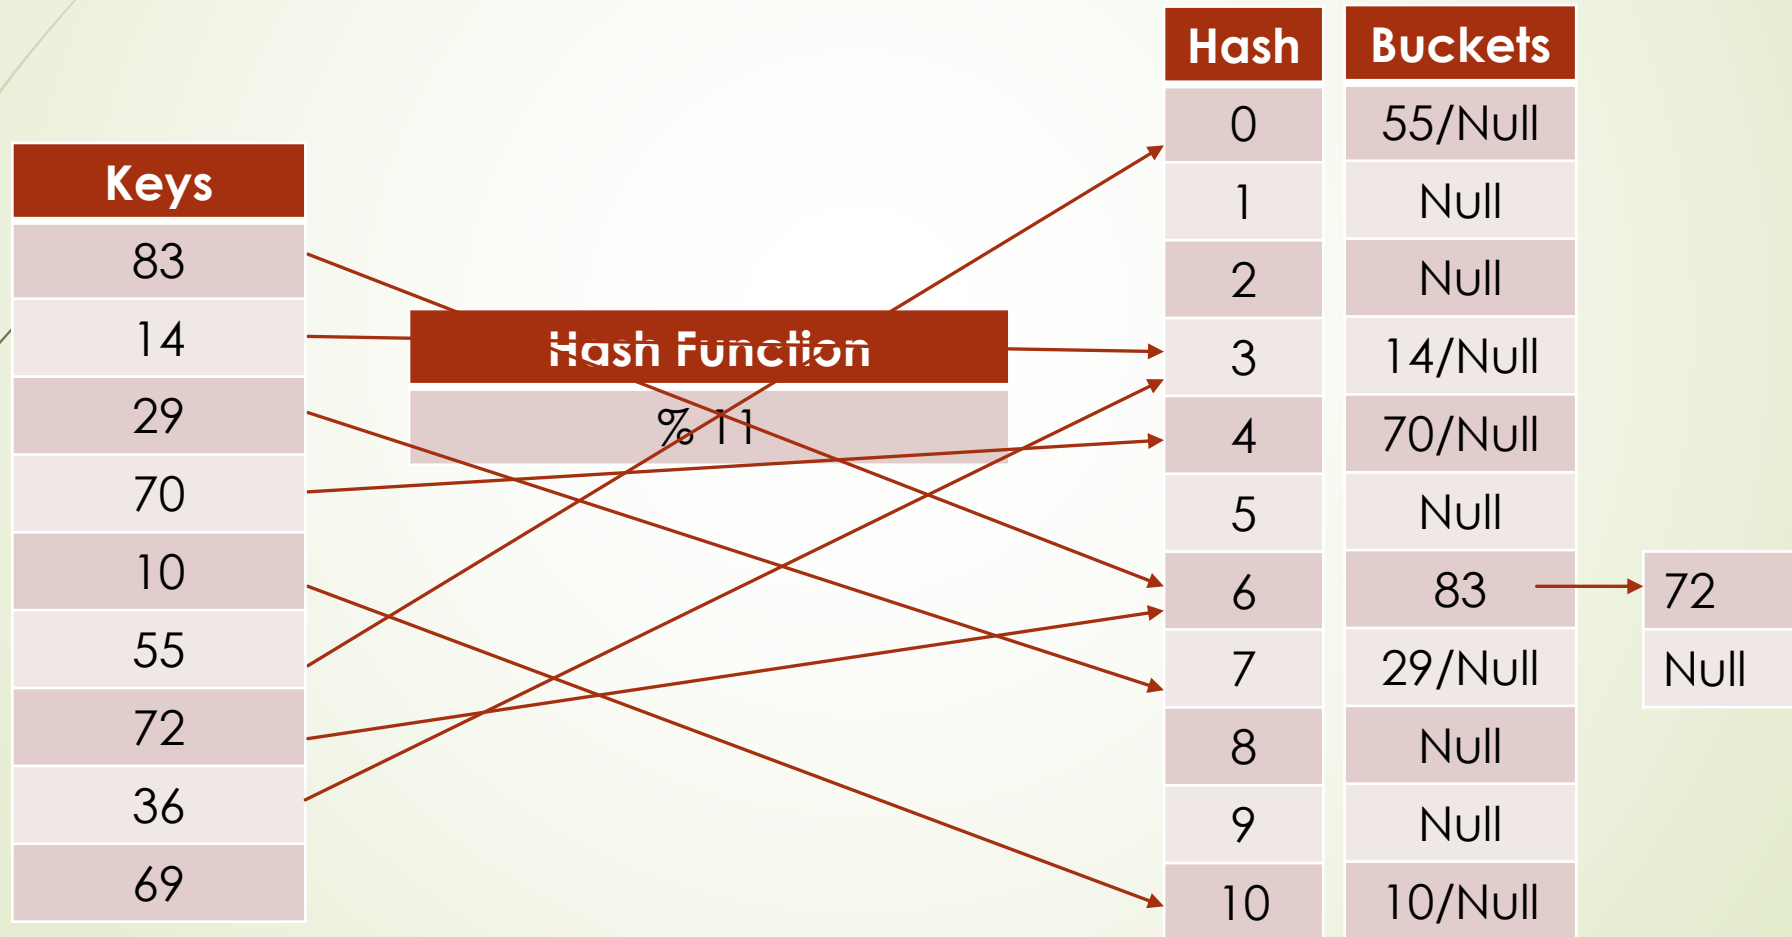 Keys
83
14
29
70
10
55
72
36
69
Hash Function
% 11
Hash
0
1
2
3
4
5
6
7
8
9
10
Buckets
55/Null
Null
Null
14/Null
70/Null
Null
83
29/Null
Null
Null
10/Null
72
Null